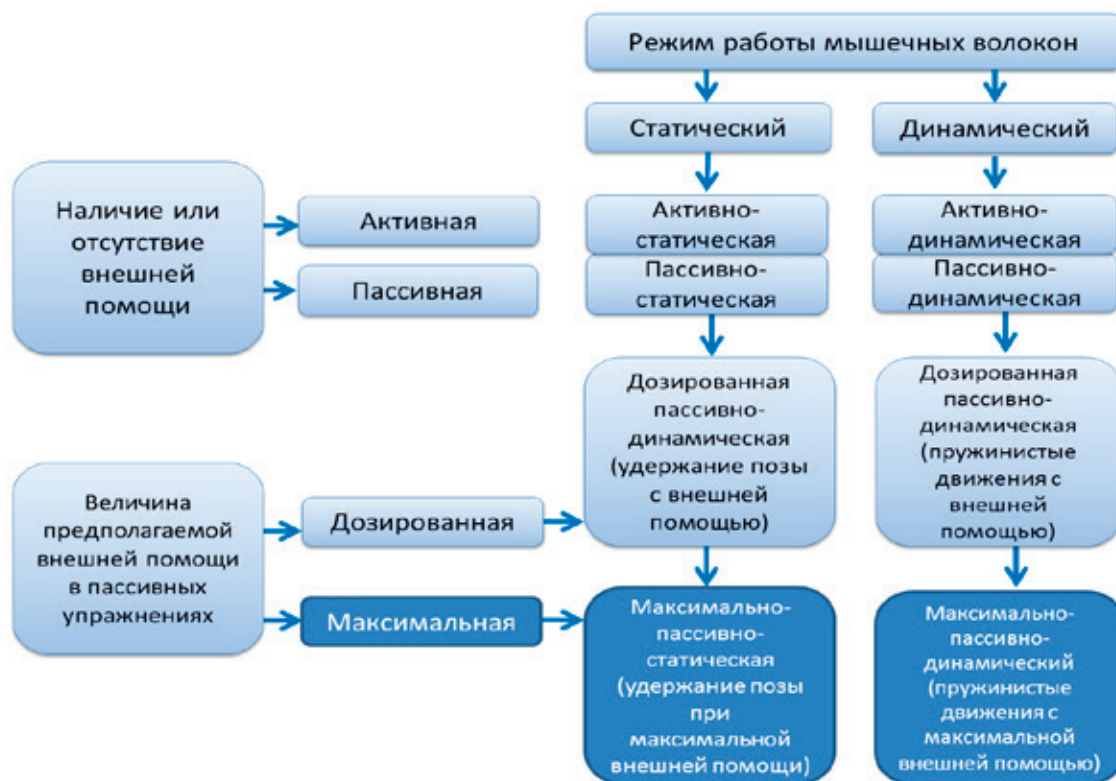 Режим работы мышечных волокон
Статический
Динамический
Наличие или
отсутствие
внешней
помощи
Активная
Пассивная
Активно-
статическая
Пассивно-
статическая
Активно-
динамическая
Пассивно-
динамическая
Дозированная
пассивно-
динамическая
(удержание позы
с внешней
помощью)
Дозированная
пассивно-
динамическая
(пружинистые
движения с
внешней
помощью)
Величина
предполагаемой
внешней помощи
в пассивных
упражнениях
Дозированная
Максимальная
Максимально-
пассивно-
статическая
(удержание позы
при
максимальной
внешней помощи)
Максимально-
пассивно-
динамический
(пружинистые
движения с
максимальной
внешней помощью)